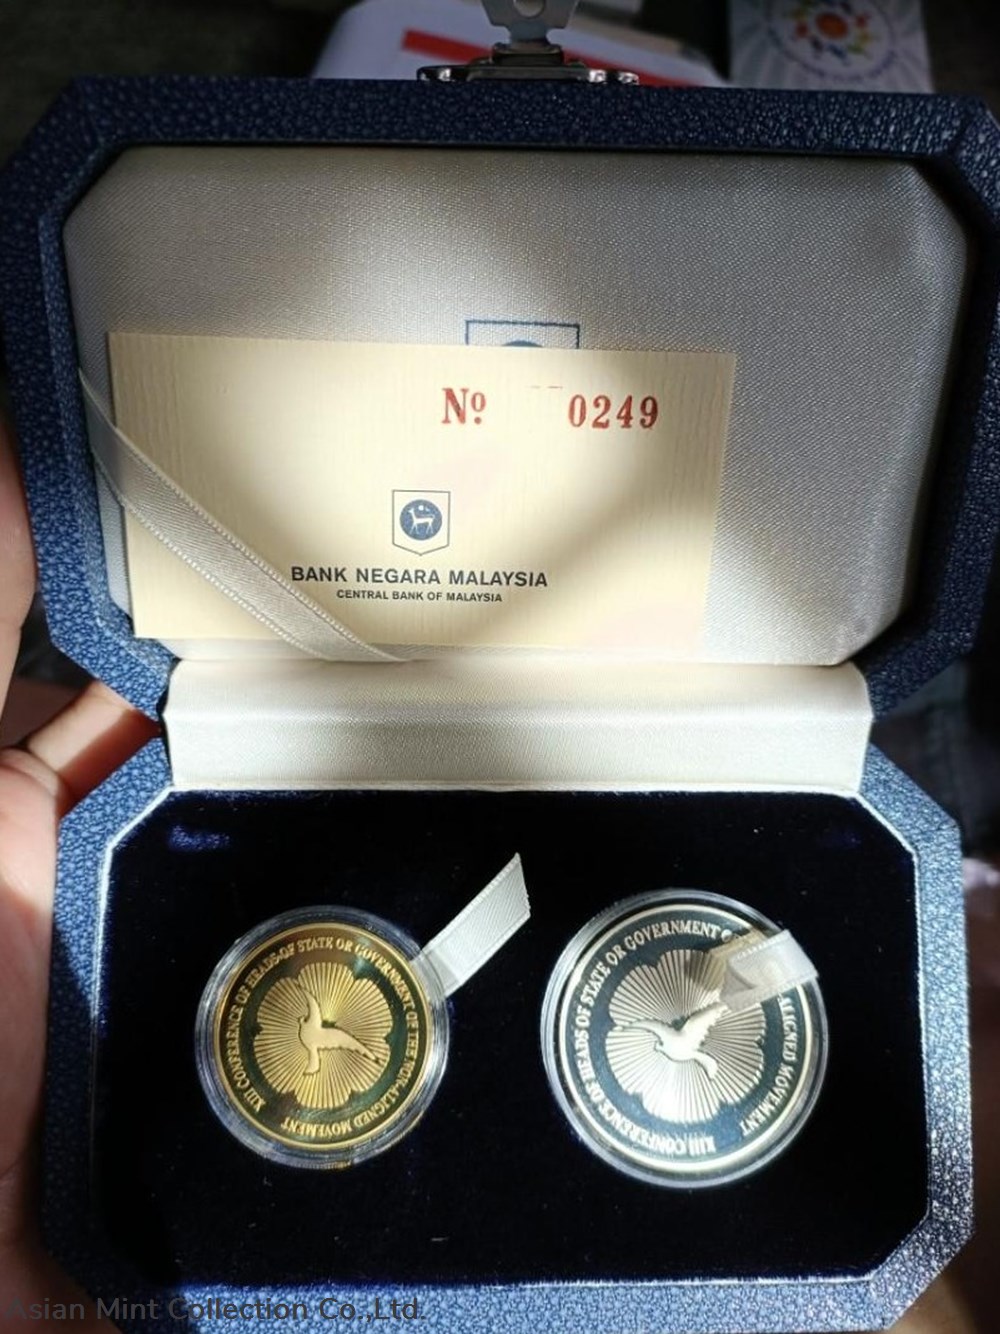 Nº 0249
BANK NEGARA MALAYSIA
CENTRAL BANK OF MALAYSIA
XIII CONFERENCE OF HEADS OF STATE OR GOVERNMENT OF THE NON-ALIGNED MOVEMENT
XIII CONFERENCE OF HEADS OF STATE OR GOVERNMENT ALIGNED MOVEMENT
Asian Mint Collection Co.,Ltd.